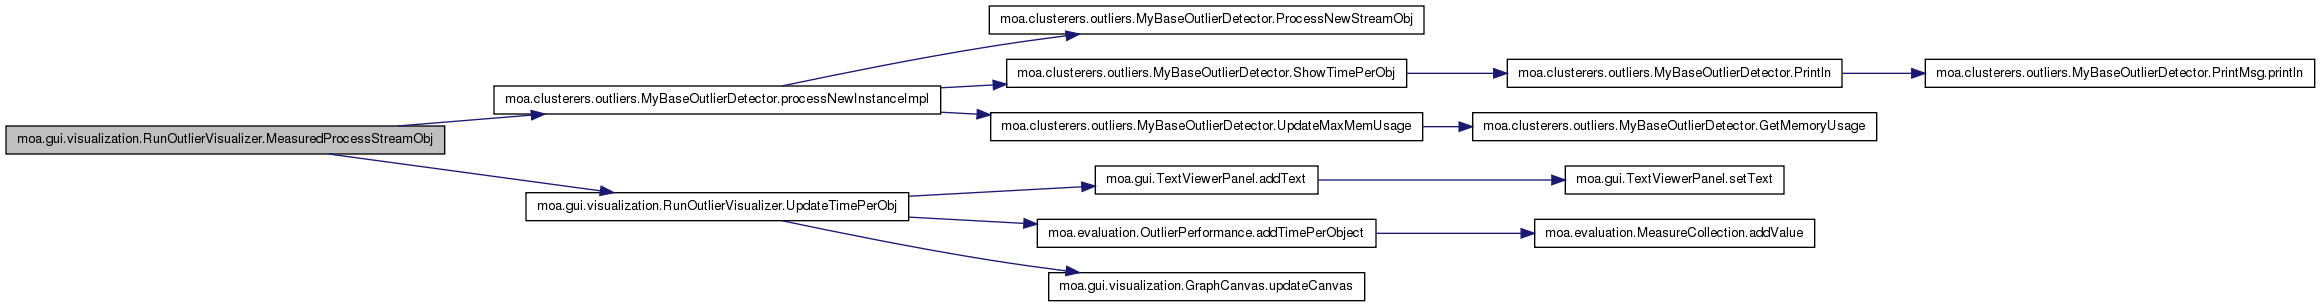 moa.clusterers.outliers.MyBaseOutlierDetector.ProcessNewStreamObj
moa.clusterers.outliers.MyBaseOutlierDetector.ShowTimePerObj
moa.clusterers.outliers.MyBaseOutlierDetector.Println
moa.clusterers.outliers.MyBaseOutlierDetector.PrintMsg.println
moa.clusterers.outliers.MyBaseOutlierDetector.processNewInstanceImpl
moa.clusterers.outliers.MyBaseOutlierDetector.UpdateMaxMemUsage
moa.clusterers.outliers.MyBaseOutlierDetector.GetMemoryUsage
moa.gui.visualization.RunOutlierVisualizer.MeasuredProcessStreamObj
moa.gui.TextViewerPanel.addText
moa.gui.TextViewerPanel.setText
moa.gui.visualization.RunOutlierVisualizer.UpdateTimePerObj
moa.evaluation.OutlierPerformance.addTimePerObject
moa.evaluation.MeasureCollection.addValue
moa.gui.visualization.GraphCanvas.updateCanvas